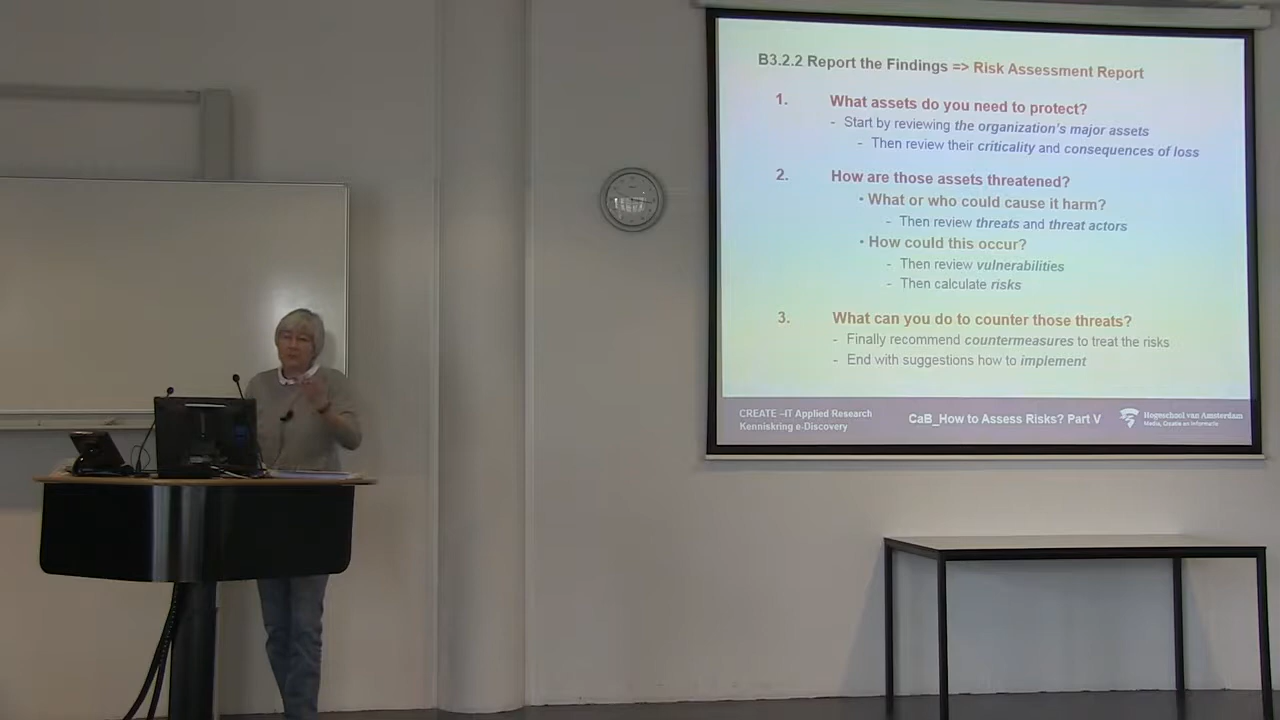 B3.2.2 Report the Findings => Risk Assessment Report
1. What assets do you need to protect?
- Start by reviewing the organization's major assets
- Then review their criticality and consequences of loss
2. How are those assets threatened?
• What or who could cause it harm?
- Then review threats and threat actors
• How could this occur?
- Then review vulnerabilities
- Then calculate risks
3. What can you do to counter those threats?
- Finally recommend countermeasures to treat the risks
- End with suggestions how to implement
CREATE –IT Applied Research
Kenniskring e-Discovery
CaB_How to Assess Risks? Part V
Hogeschool van Amsterdam
Media, Creatie en Informatie